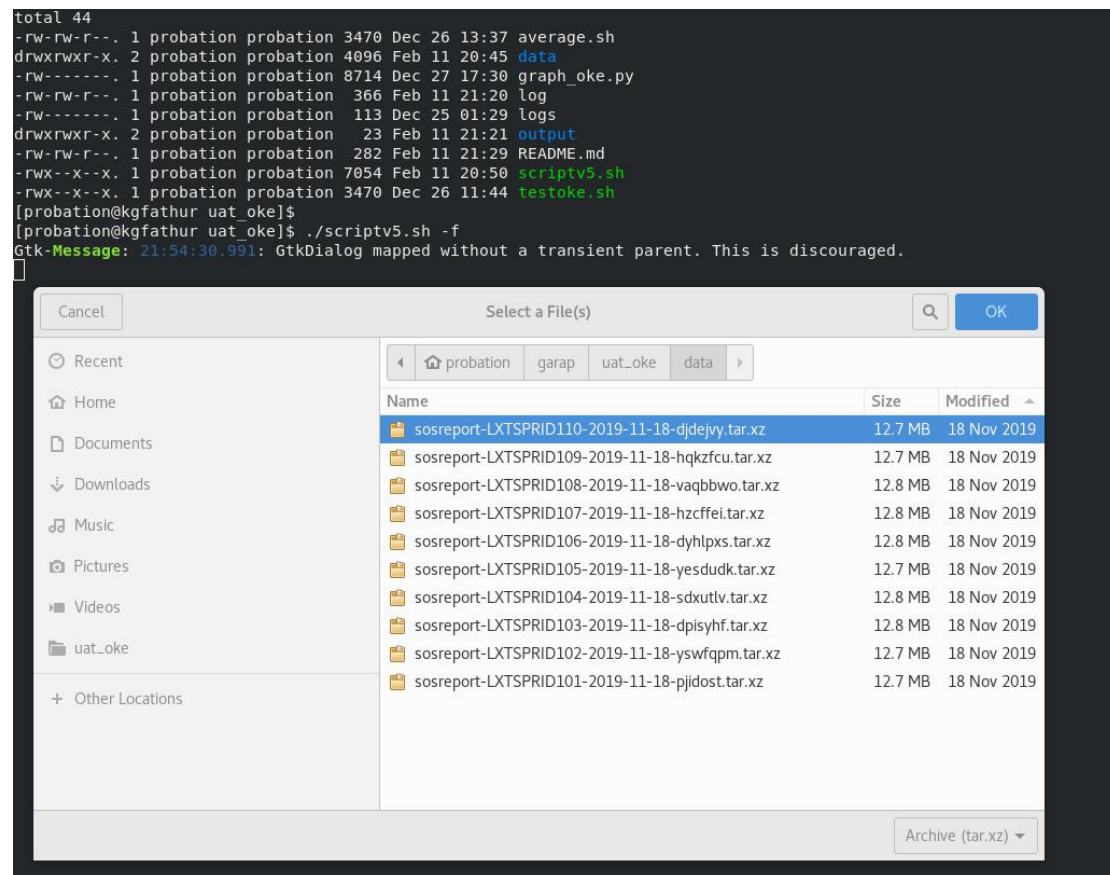 total 44
-rw-rw-r--. 1 probation probation 3470 Dec 26 13:37 average.sh
drwxrwxr-x. 2 probation probation 4096 Feb 11 20:45 data
-rw-------. 1 probation probation 8714 Dec 27 17:30 graph_oke.py
-rw-rw-r--. 1 probation probation  366 Feb 11 21:20 log
-rw-------. 1 probation probation  113 Dec 25 01:29 logs
drwxrwxr-x. 2 probation probation   23 Feb 11 21:21 output
-rw-rw-r--. 1 probation probation  282 Feb 11 21:29 README.md
-rwx--x--x. 1 probation probation 7054 Feb 11 20:50 scriptv5.sh
-rwx--x--x. 1 probation probation 3470 Dec 26 11:44 testoke.sh
[probation@kgfathur uat_oke]$
[probation@kgfathur uat_oke]$ ./scriptv5.sh -f
Gtk-Message: 21:54:30.991: GtkDialog mapped without a transient parent. This is discouraged.
Cancel Select a File(s) OK
Recent
Home
Documents
Downloads
Music
Pictures
Videos
uat_oke
+ Other Locations
probation garap uat_oke data
Name Size Modified
sosreport-LXTSPRID110-2019-11-18-djdejvy.tar.xz 12.7 MB 18 Nov 2019
sosreport-LXTSPRID109-2019-11-18-hqkzfcu.tar.xz 12.7 MB 18 Nov 2019
sosreport-LXTSPRID108-2019-11-18-vaqbbwo.tar.xz 12.8 MB 18 Nov 2019
sosreport-LXTSPRID107-2019-11-18-hzcffei.tar.xz 12.8 MB 18 Nov 2019
sosreport-LXTSPRID106-2019-11-18-dyhlpxs.tar.xz 12.8 MB 18 Nov 2019
sosreport-LXTSPRID105-2019-11-18-yesdudk.tar.xz 12.7 MB 18 Nov 2019
sosreport-LXTSPRID104-2019-11-18-sdxutlv.tar.xz 12.8 MB 18 Nov 2019
sosreport-LXTSPRID103-2019-11-18-dpisyhf.tar.xz 12.8 MB 18 Nov 2019
sosreport-LXTSPRID102-2019-11-18-yswfqpm.tar.xz 12.7 MB 18 Nov 2019
sosreport-LXTSPRID101-2019-11-18-pjidost.tar.xz 12.7 MB 18 Nov 2019
Archive (tar.xz)